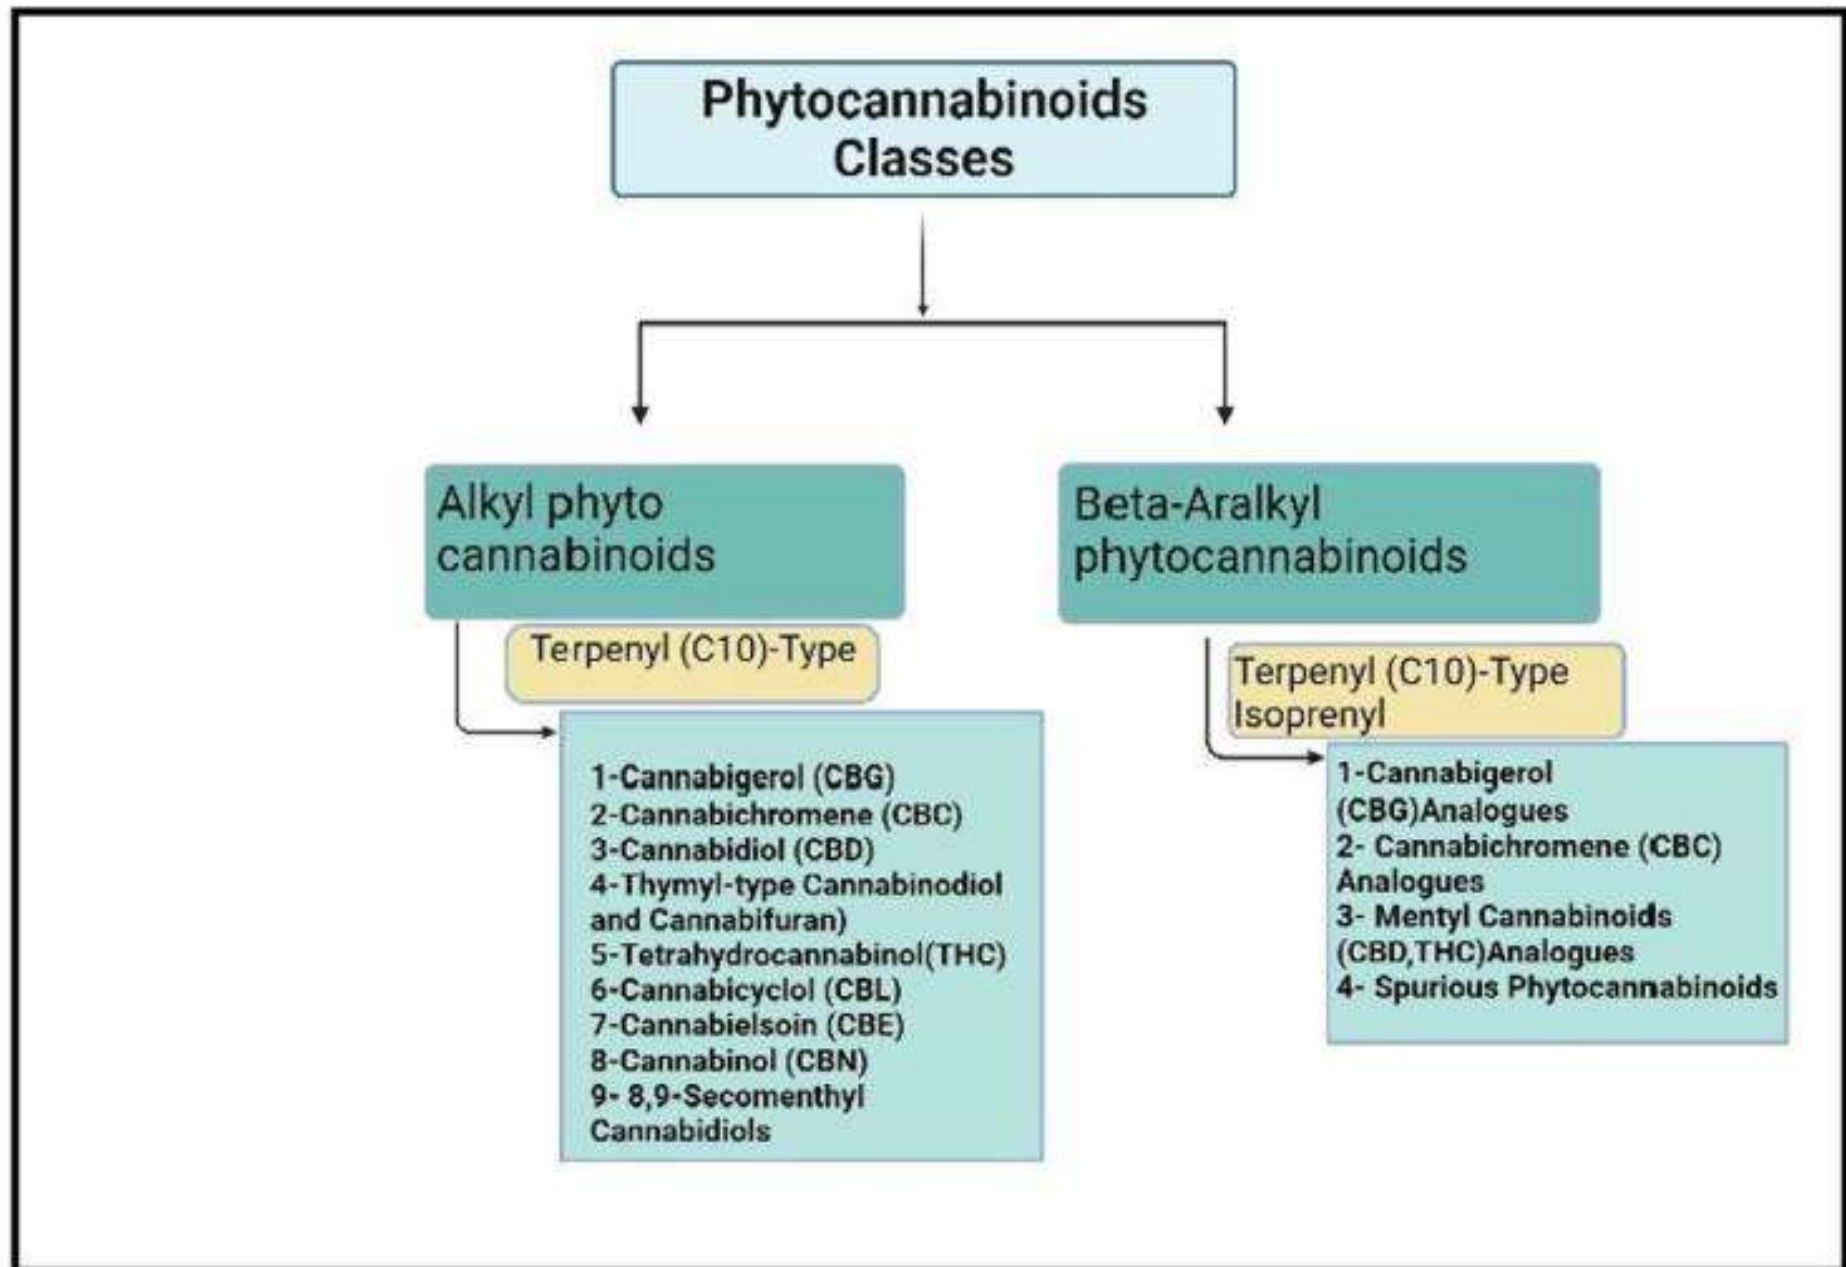 Phytocannabinoids
Classes
Alkyl phyto
cannabinoids
Terpenyl (C10)-Type
1-Cannabigerol (CBG)
2-Cannabichromene (CBC)
3-Cannabidiol (CBD)
4-Thymyl-type Cannabinodiol
and Cannabifuran)
5-Tetrahydrocannabinol(THC)
6-Cannabicyclol (CBL)
7-Cannabielsoin (CBE)
8-Cannabinol (CBN)
9- 8,9-Secomenthyl
Cannabidiols
Beta-Aralkyl
phytocannabinoids
Terpenyl (C10)-Type
Isoprenyl
1-Cannabigerol
(CBG)Analogues
2- Cannabichromene (CBC)
Analogues
3- Mentyl Cannabinoids
(CBD,THC)Analogues
4- Spurious Phytocannabinoids